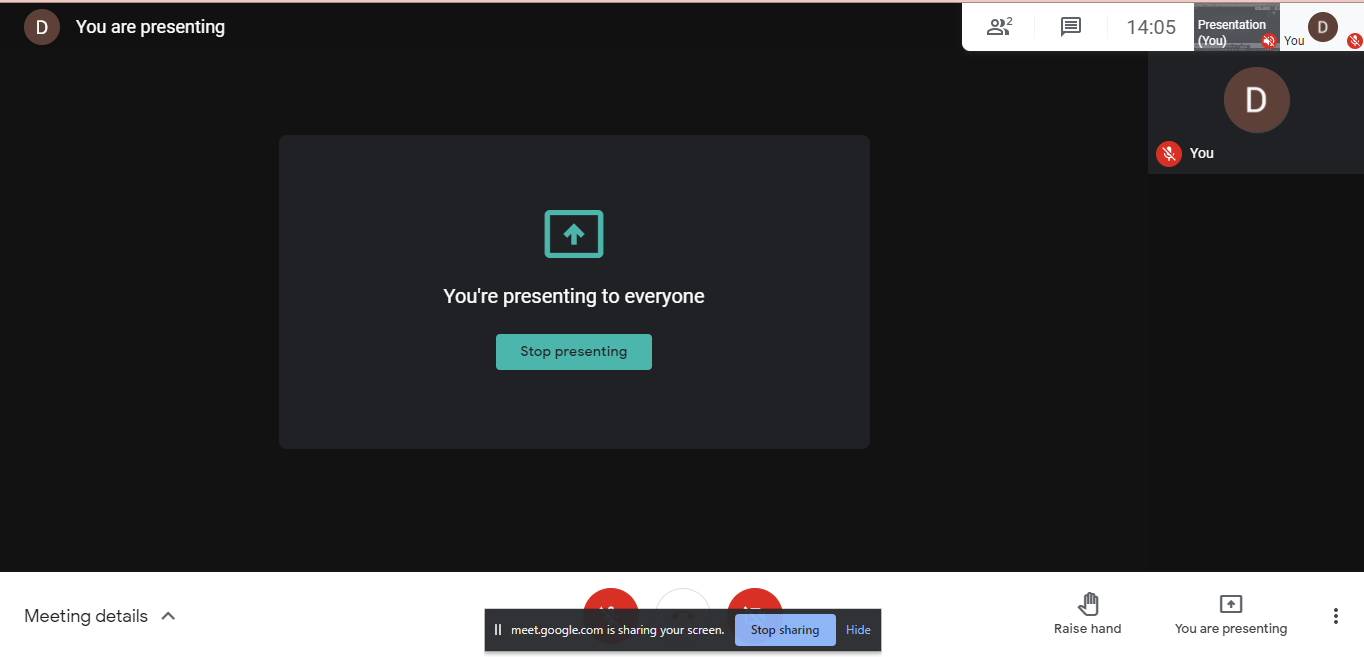 D
You are presenting
2
14:05
Presentation
(You)
You
D
D
You
You're presenting to everyone
Stop presenting
Meeting details
meet.google.com is sharing your screen.
Stop sharing
Hide
Raise hand
You are presenting